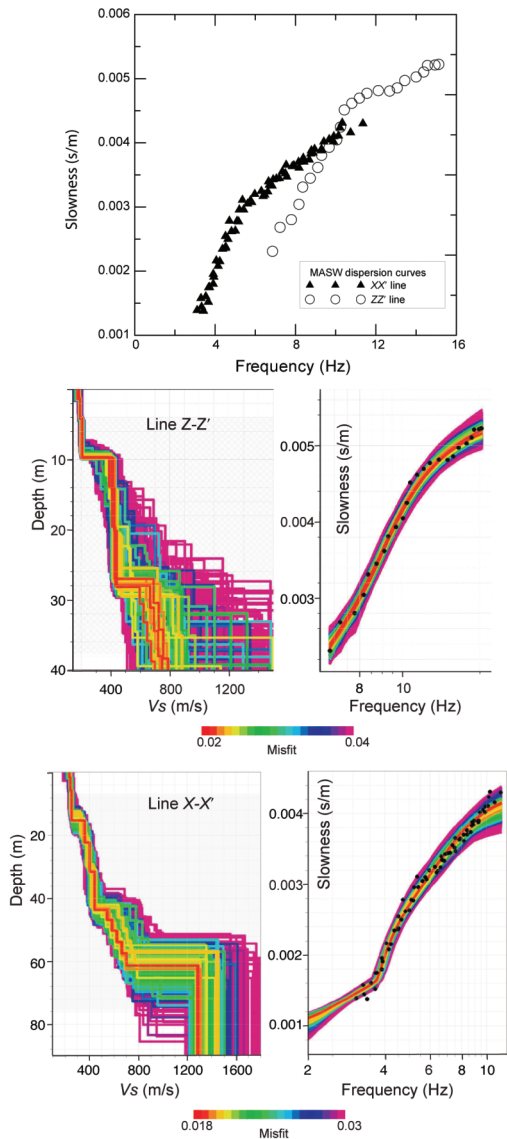 0.006
0.005
0.004
0.003
0.002
0.001
Slowness (s/m)
0 4 8 12 16
Frequency (Hz)
MASW dispersion curves
XX' line
ZZ' line
Line Z-Z'
10
20
30
40
Depth (m)
400 800 1200
Vs (m/s)
0.005
0.004
0.003
Slowness (s/m)
8 10
Frequency (Hz)
0.02 0.04
Misfit
Line X-X'
20
40
60
80
Depth (m)
400 800 1200 1600
Vs (m/s)
0.004
0.003
0.002
0.001
Slowness (s/m)
2 4 6 8 10
Frequency (Hz)
0.018 0.03
Misfit